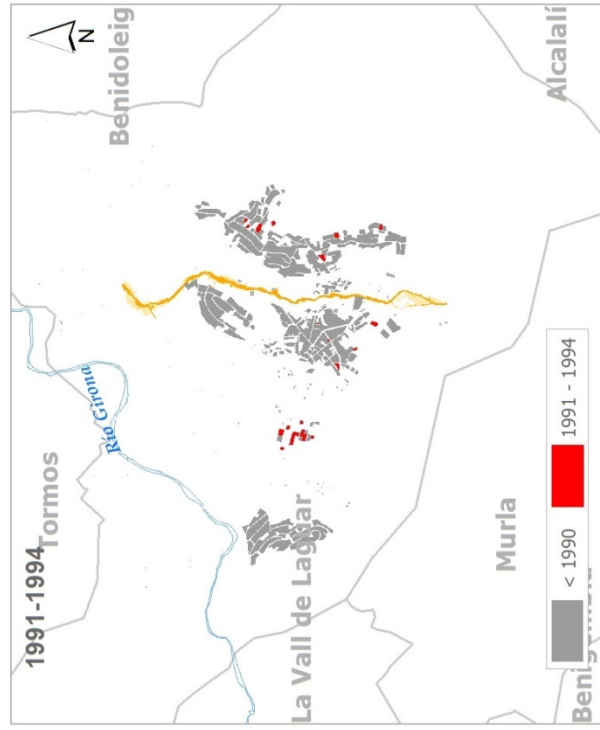 1991-1994
N
Tormos
Río Girona
Benidoleig
La Vall de Laguar
Murla
Alcalalí
< 1990
1991 - 1994